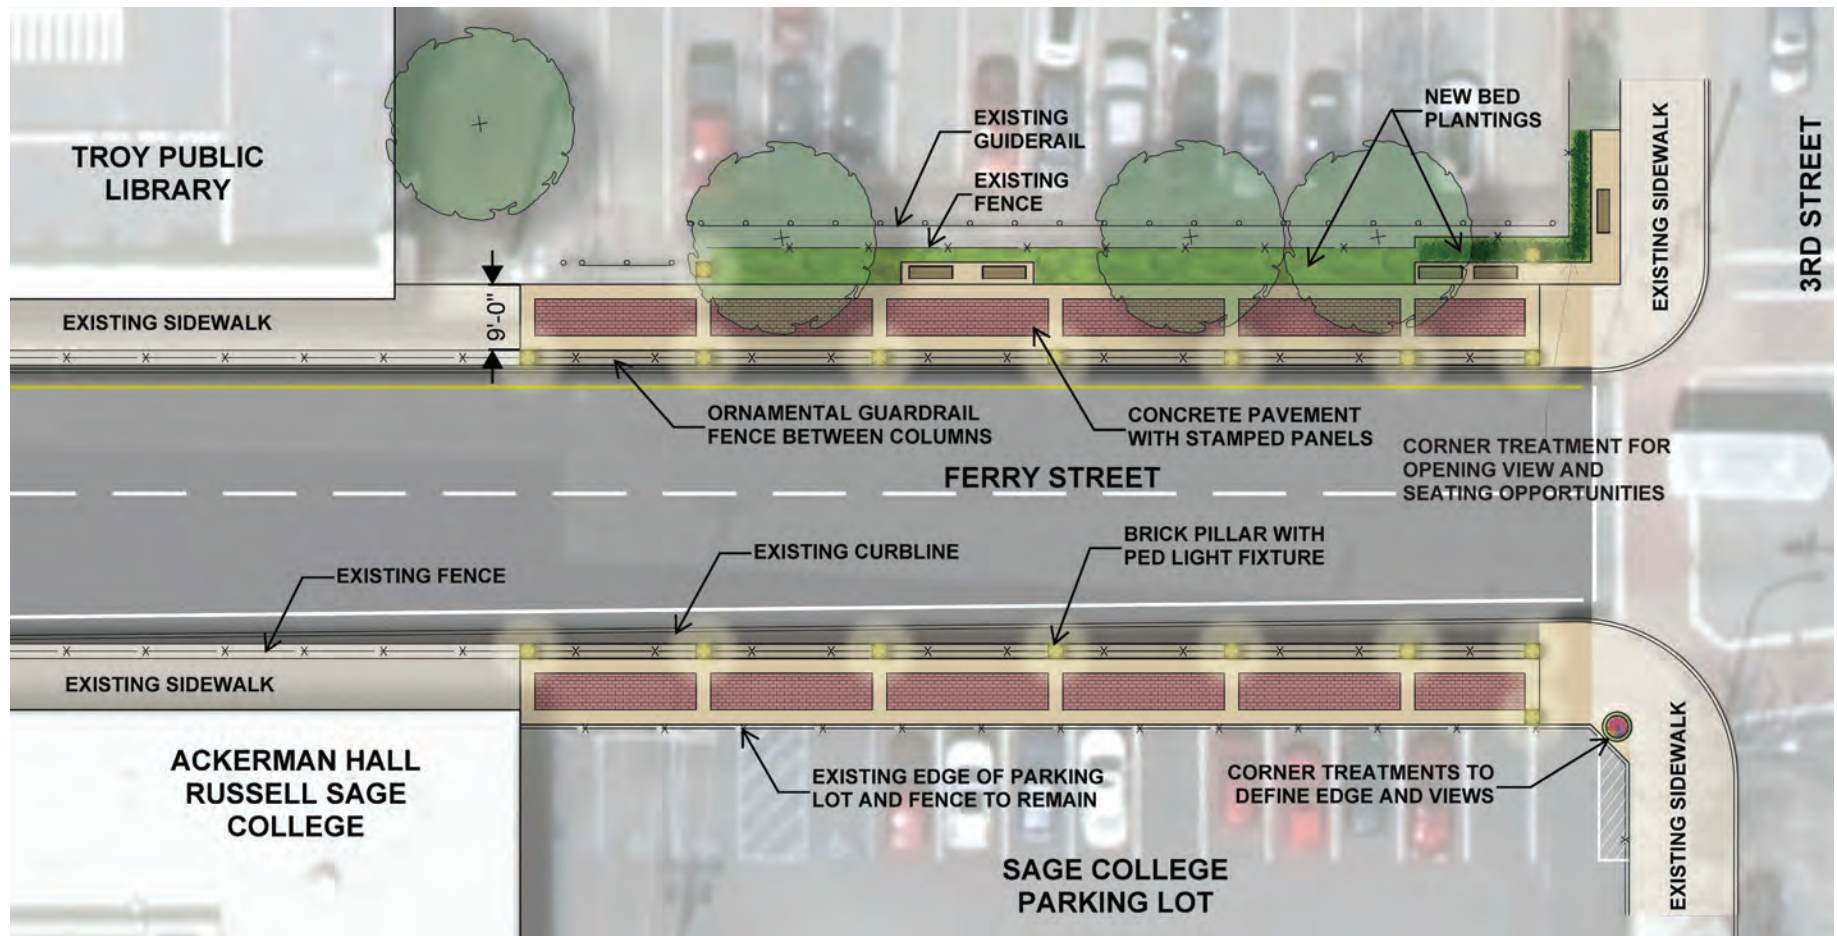 EXISTING
GUIDERAIL
NEW BED
PLANTINGS
TROY PUBLIC
LIBRARY
EXISTING
FENCE
EXISTING SIDEWALK
3RD STREET
EXISTING SIDEWALK
9'-0"
ORNAMENTAL GUARDRAIL
FENCE BETWEEN COLUMNS
CONCRETE PAVEMENT
WITH STAMPED PANELS
CORNER TREATMENT FOR
OPENING VIEW AND
SEATING OPPORTUNITIES
FERRY STREET
BRICK PILLAR WITH
PED LIGHT FIXTURE
EXISTING CURBLINE
EXISTING FENCE
EXISTING SIDEWALK
ACKERMAN HALL
RUSSELL SAGE
COLLEGE
EXISTING EDGE OF PARKING
LOT AND FENCE TO REMAIN
CORNER TREATMENTS TO
DEFINE EDGE AND VIEWS
EXISTING SIDEWALK
SAGE COLLEGE
PARKING LOT